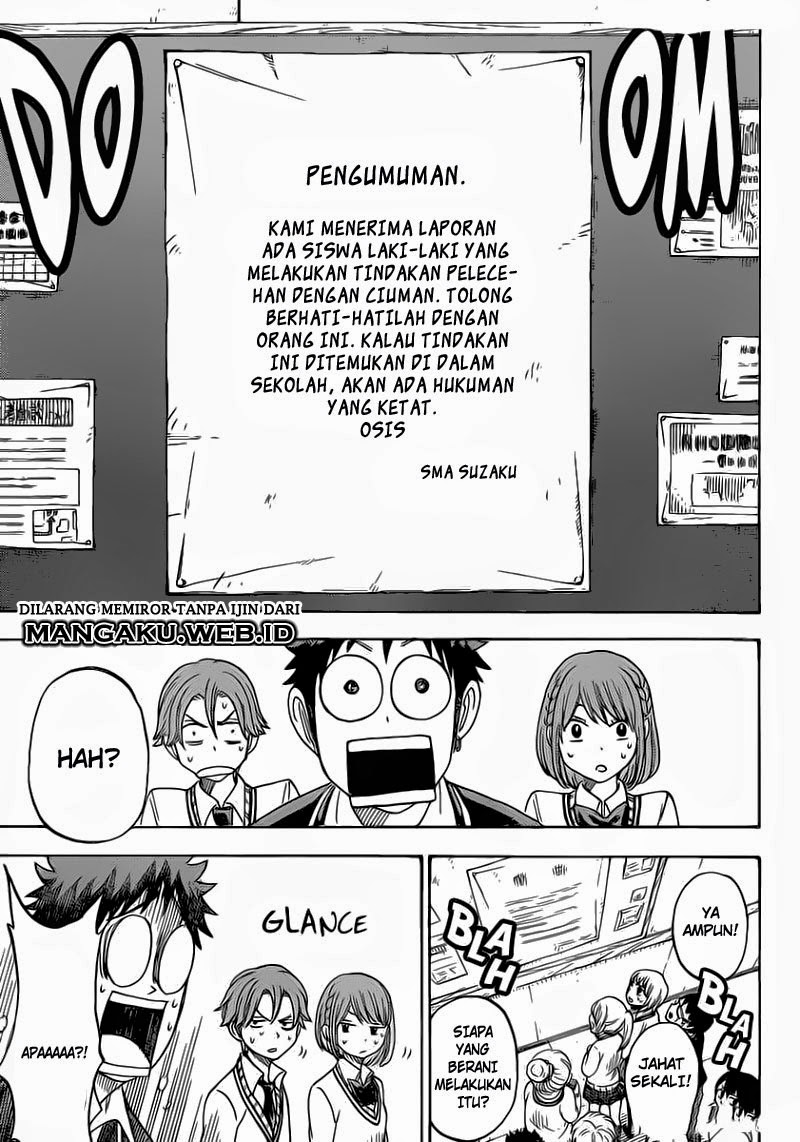 DOOM
PENGUMUMAN.
KAMI MENERIMA LAPORAN
ADA SISWA LAKI-LAKI YANG
MELAKUKAN TINDAKAN PELECE-
HAN DENGAN CIUMAN. TOLONG
BERHATI-HATILAH DENGAN
ORANG INI. KALAU TINDAKAN
INI DITEMUKAN DI DALAM
SEKOLAH, AKAN ADA HUKUMAN
YANG KETAT.
OSIS
SMA SUZAKU
DILARANG MEMIROR TANPA IJIN DARI
MANGAKU.WEB.ID
HAH?
APAAAAA?!
GLANCE
BLAH
YA
AMPUN!
BLAH
SIAPA
YANG
BERANI
MELAKUKAN
ITU?
JAHAT
SEKALI!